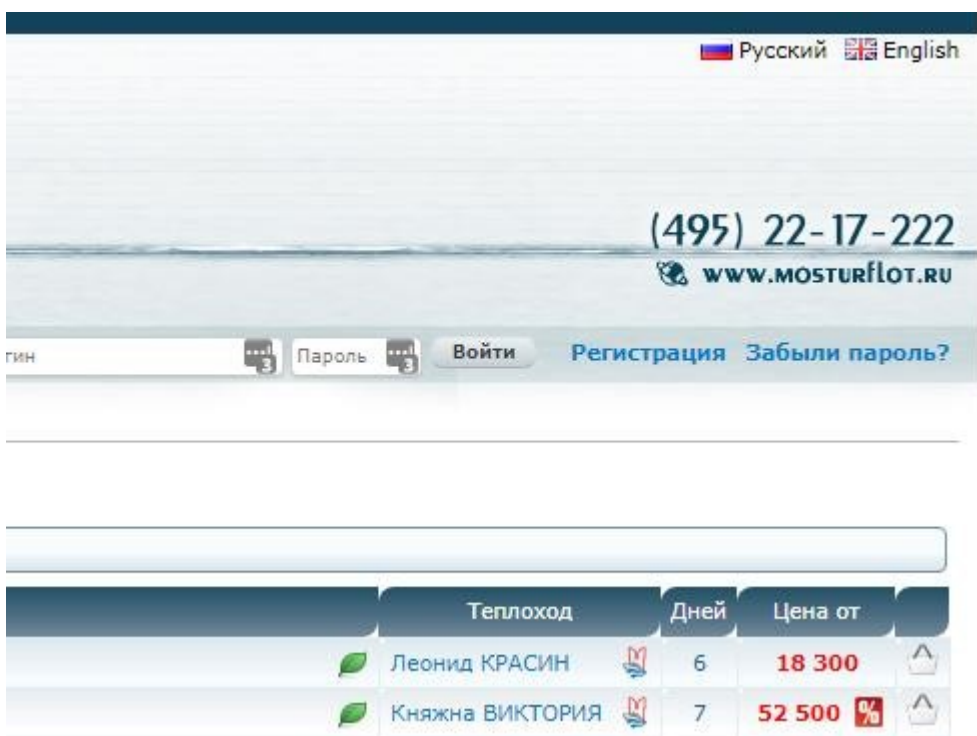 Русский English
(495) 22-17-222
www.mosturflot.ru
гин Пароль Войти Регистрация Забыли пароль?
Теплоход Дней Цена от
Леонид КРАСИН 6 18 300
Княжна ВИКТОРИЯ 7 52 500 %